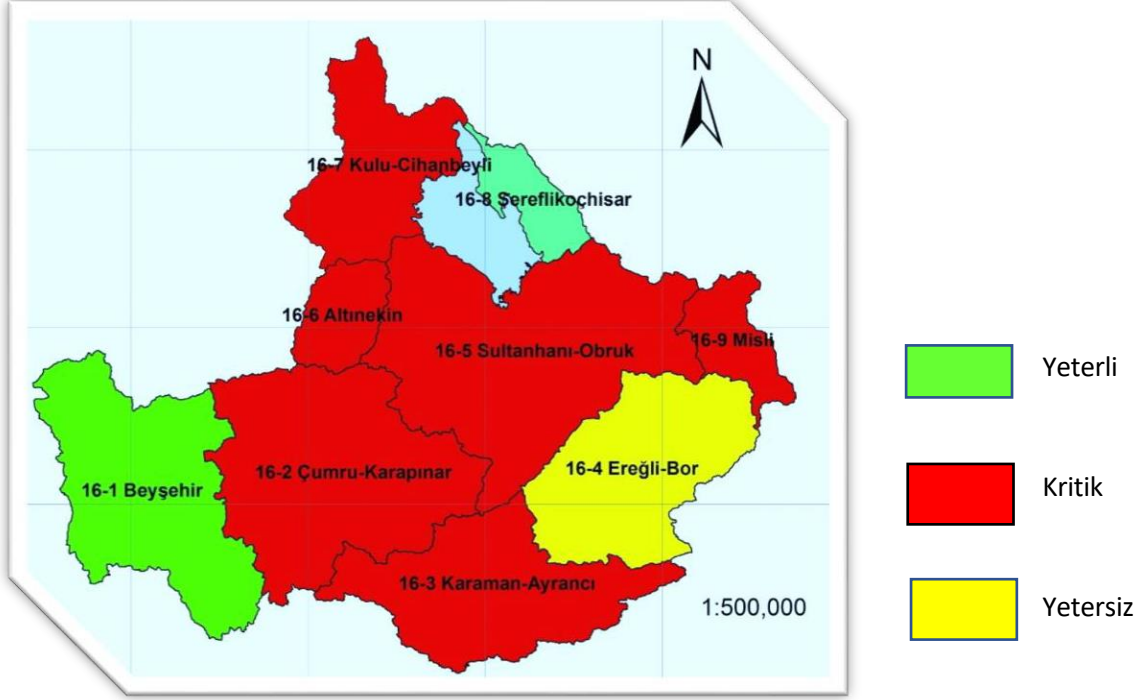 N
16-7 Kulu-Cihanbeyli
16-8 Şereflikoçhisar
16-6 Altınekin
16-5 Sultanhanı-Obruk
16-9 Misli
16-2 Çumru-Karapınar
16-4 Ereğli-Bor
16-1 Beyşehir
16-3 Karaman-Ayrancı
1:500,000
Yeterli
Kritik
Yetersiz